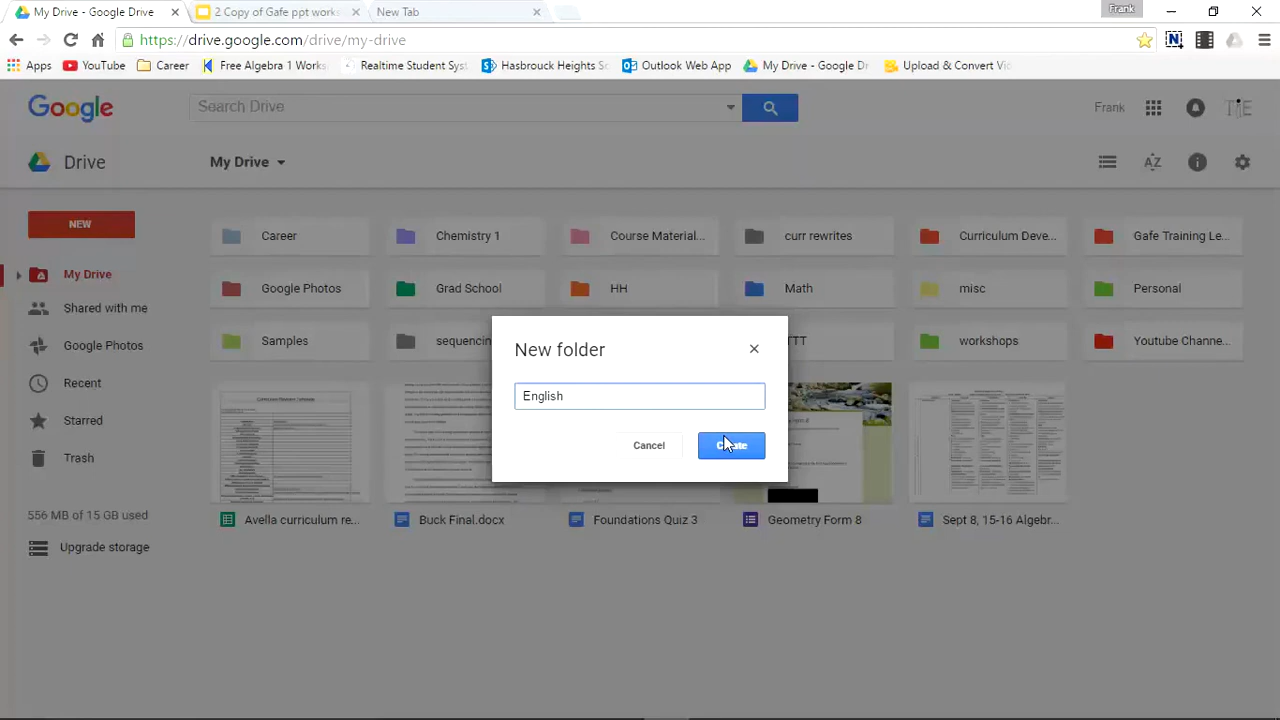 My Drive - Google Drive
2 Copy of Gafe ppt works
New Tab
Frank
https://drive.google.com/drive/my-drive
Apps
YouTube
Career
Free Algebra 1 Works
Realtime Student Sys
Hasbrouck Heights Sc
Outlook Web App
My Drive - Google Dr
Upload & Convert Vi
Google
Search Drive
Frank
TiE
Drive
My Drive
AZ
NEW
My Drive
Shared with me
Google Photos
Recent
Starred
Trash
556 MB of 15 GB used
Upgrade storage
Career
Chemistry 1
Course Material...
curr rewrites
Curriculum Deve...
Gafe Training Le...
Google Photos
Grad School
HH
Math
misc
Personal
Samples
sequencin
TTT
workshops
Youtube Channe...
New folder
English
Cancel
Create
Avella curriculum re...
Buck Final.docx
Foundations Quiz 3
Geometry Form 8
Sept 8, 15-16 Algebr...